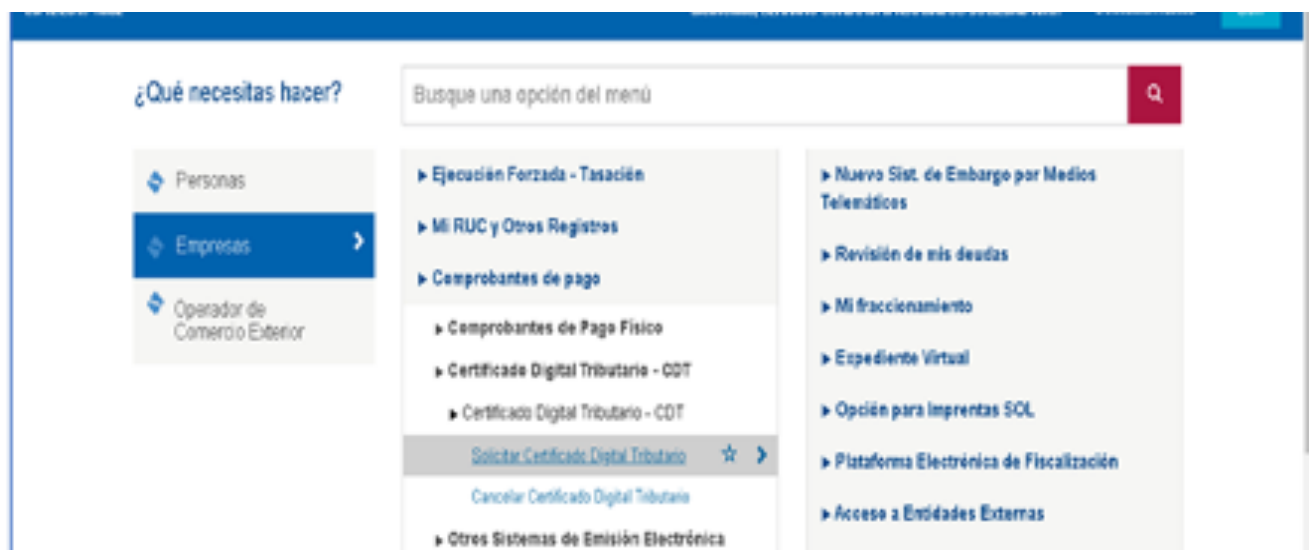 ¿Qué necesitas hacer?
Busque una opción del menú
Personas
Empresas
Operador de
Comercio Exterior
Ejecución Forzada - Tasación
Mi RUC y Otros Registros
Comprobantes de pago
Comprobantes de Pago Físico
Certificado Digital Tributario - CDT
Certificado Digital Tributario - CDT
Solicitar Certificado Digital Tributario
Cancelar Certificado Digital Tributario
Otros Sistemas de Emisión Electrónica
Nuevo Sist. de Embargo por Medios
Telemáticos
Revisión de mis deudas
Mi fraccionamiento
Expediente Virtual
Opción para Imprentas SOL
Plataforma Electrónica de Fiscalización
Acceso a Entidades Externas